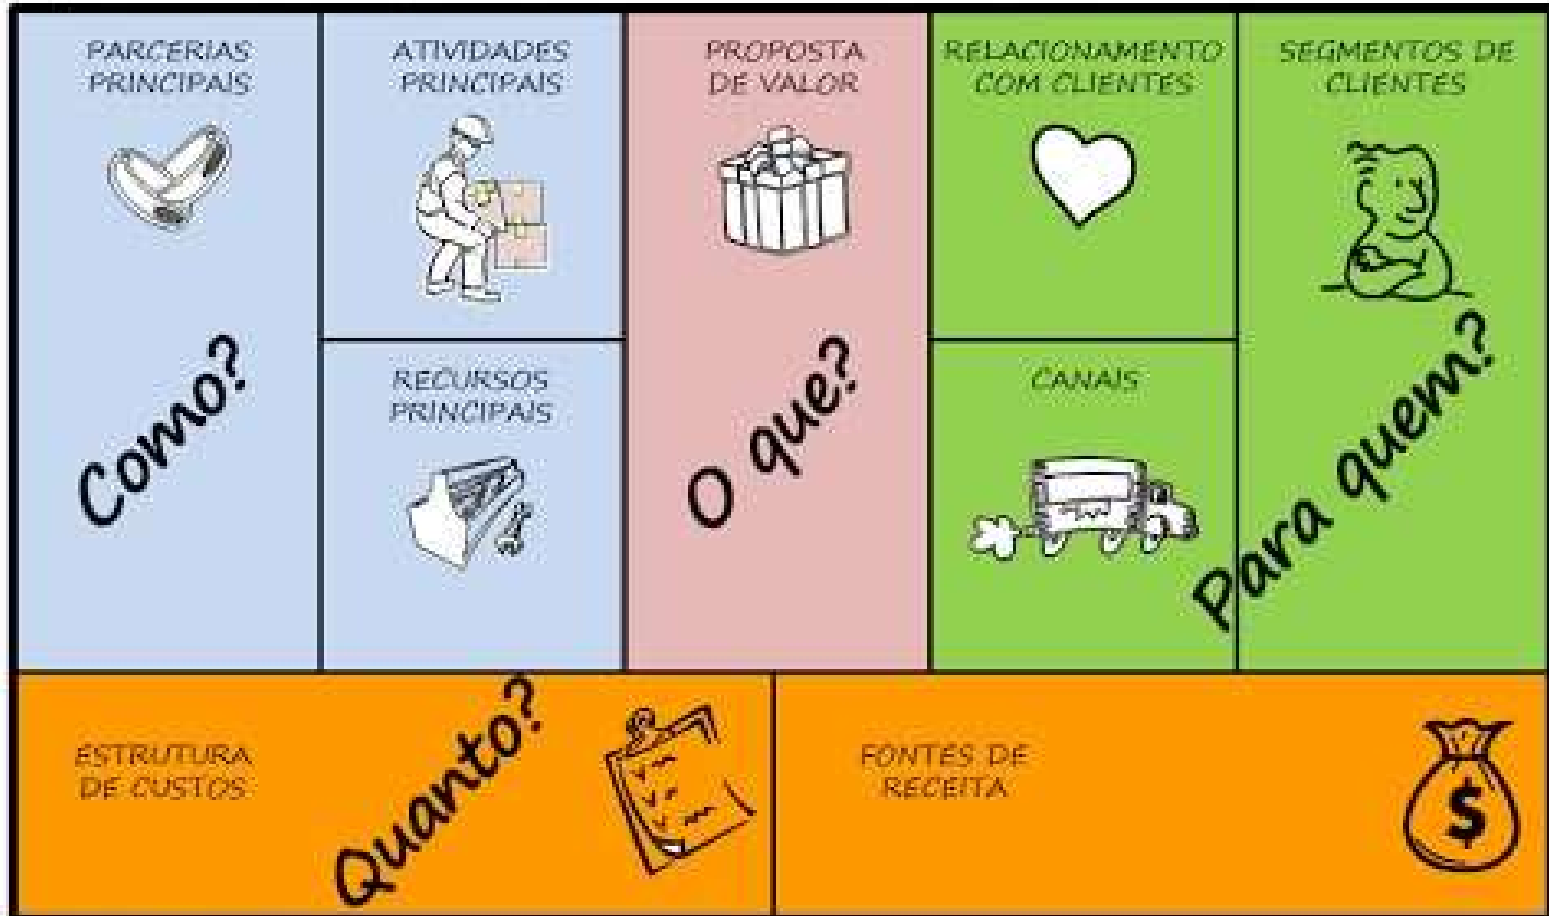 PARCERIAS
PRINCIPAIS
ATIVIDADES
PRINCIPAIS
PROPOSTA
DE VALOR
RELACIONAMENTO
COM CLIENTES
SEGMENTOS DE
CLIENTES
Como?
RECURSOS
PRINCIPAIS
O que?
CANAIS
Para quem?
ESTRUTURA
DE CUSTOS
Quanto?
FONTES DE
RECEITA
$